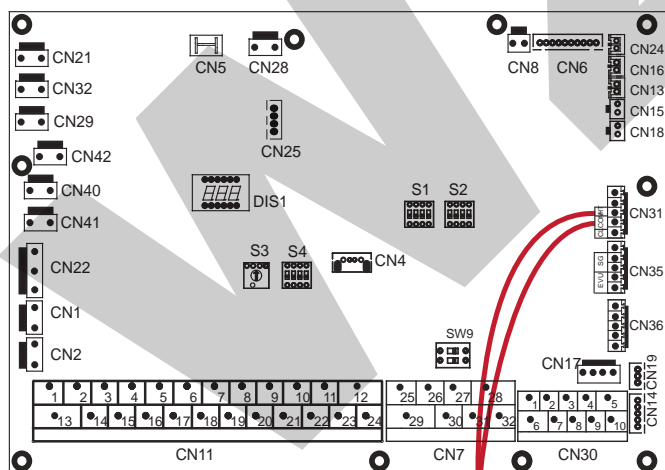 CN21
CN5
CN28
CN8
CN6
CN24
CN32
CN16
CN13
CN29
CN15
CN18
CN42
CN25
CN40
DIS1
S1
S2
CN41
CN31
CN22
S3
S4
CN4
SG
EVU
CN35
CN1
CN36
SW9
CN2
CN17
CN19
1 2 3 4 5 6 7 8 9 10 11 12
25 26 27 28
1 2 3 4 5
CN14
13 14 15 16 17 18 19 20 21 22 23 24
29 30 31 32
6 7 8 9 10
CN11
CN7
CN30